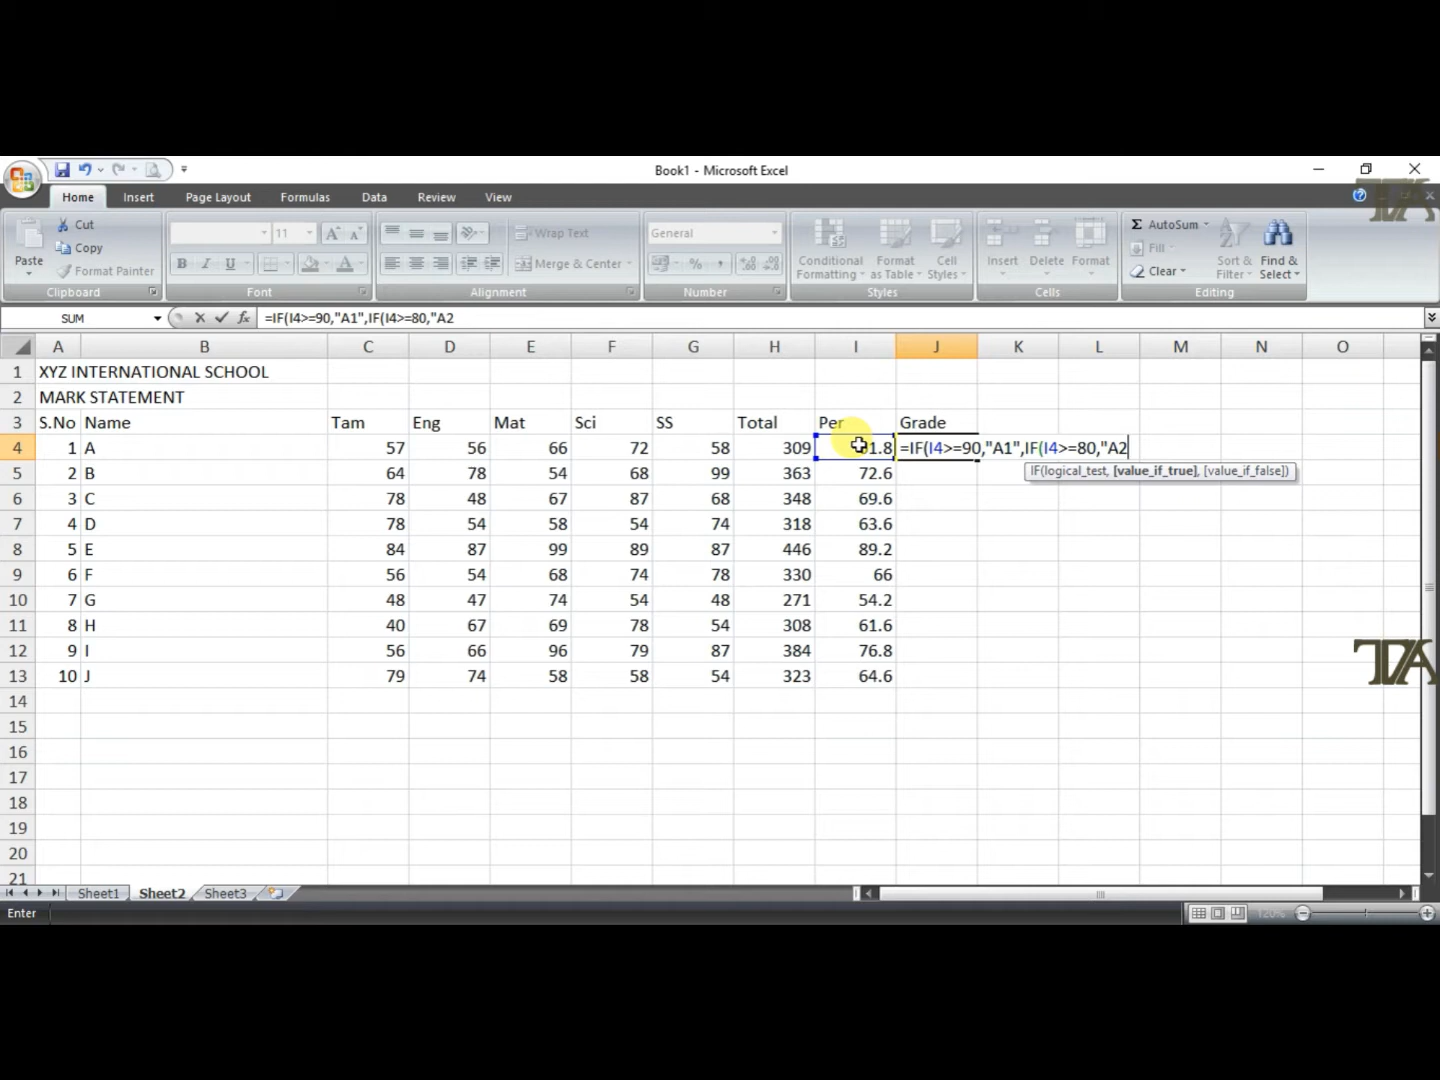 Book1 - Microsoft Excel
Home Insert Page Layout Formulas Data Review View
Paste
Cut
Copy
Format Painter
Clipboard
11
A A
B I U A
Font
Wrap Text
Merge & Center
Alignment
General
% ,
Number
Conditional Formatting
Format as Table
Cell Styles
Styles
Insert Delete Format
Cells
Σ AutoSum
Fill
Clear
Sort & Filter
Find & Select
Editing
TDA
SUM fx =IF(I4>=90,"A1",IF(I4>=80,"A2
A B C D E F G H I J K L M N O
1 XYZ INTERNATIONAL SCHOOL
2 MARK STATEMENT
3 S.No Name Tam Eng Mat Sci SS Total Per Grade
4 1 A 57 56 66 72 58 309 =IF(I4>=90,"A1",IF(I4>=80,"A2
IF(logical_test, [value_if_true], [value_if_false])
5 2 B 64 78 54 68 99 363 72.6
6 3 C 78 48 67 87 68 348 69.6
7 4 D 78 54 58 54 74 318 63.6
8 5 E 84 87 99 89 87 446 89.2
9 6 F 56 54 68 74 78 330 66
10 7 G 48 47 74 54 48 271 54.2
11 8 H 40 67 69 78 54 308 61.6
12 9 I 56 66 96 79 87 384 76.8
13 10 J 79 74 58 58 54 323 64.6
TDA
14
15
16
17
18
19
20
21
Sheet1 Sheet2 Sheet3
Enter 120%